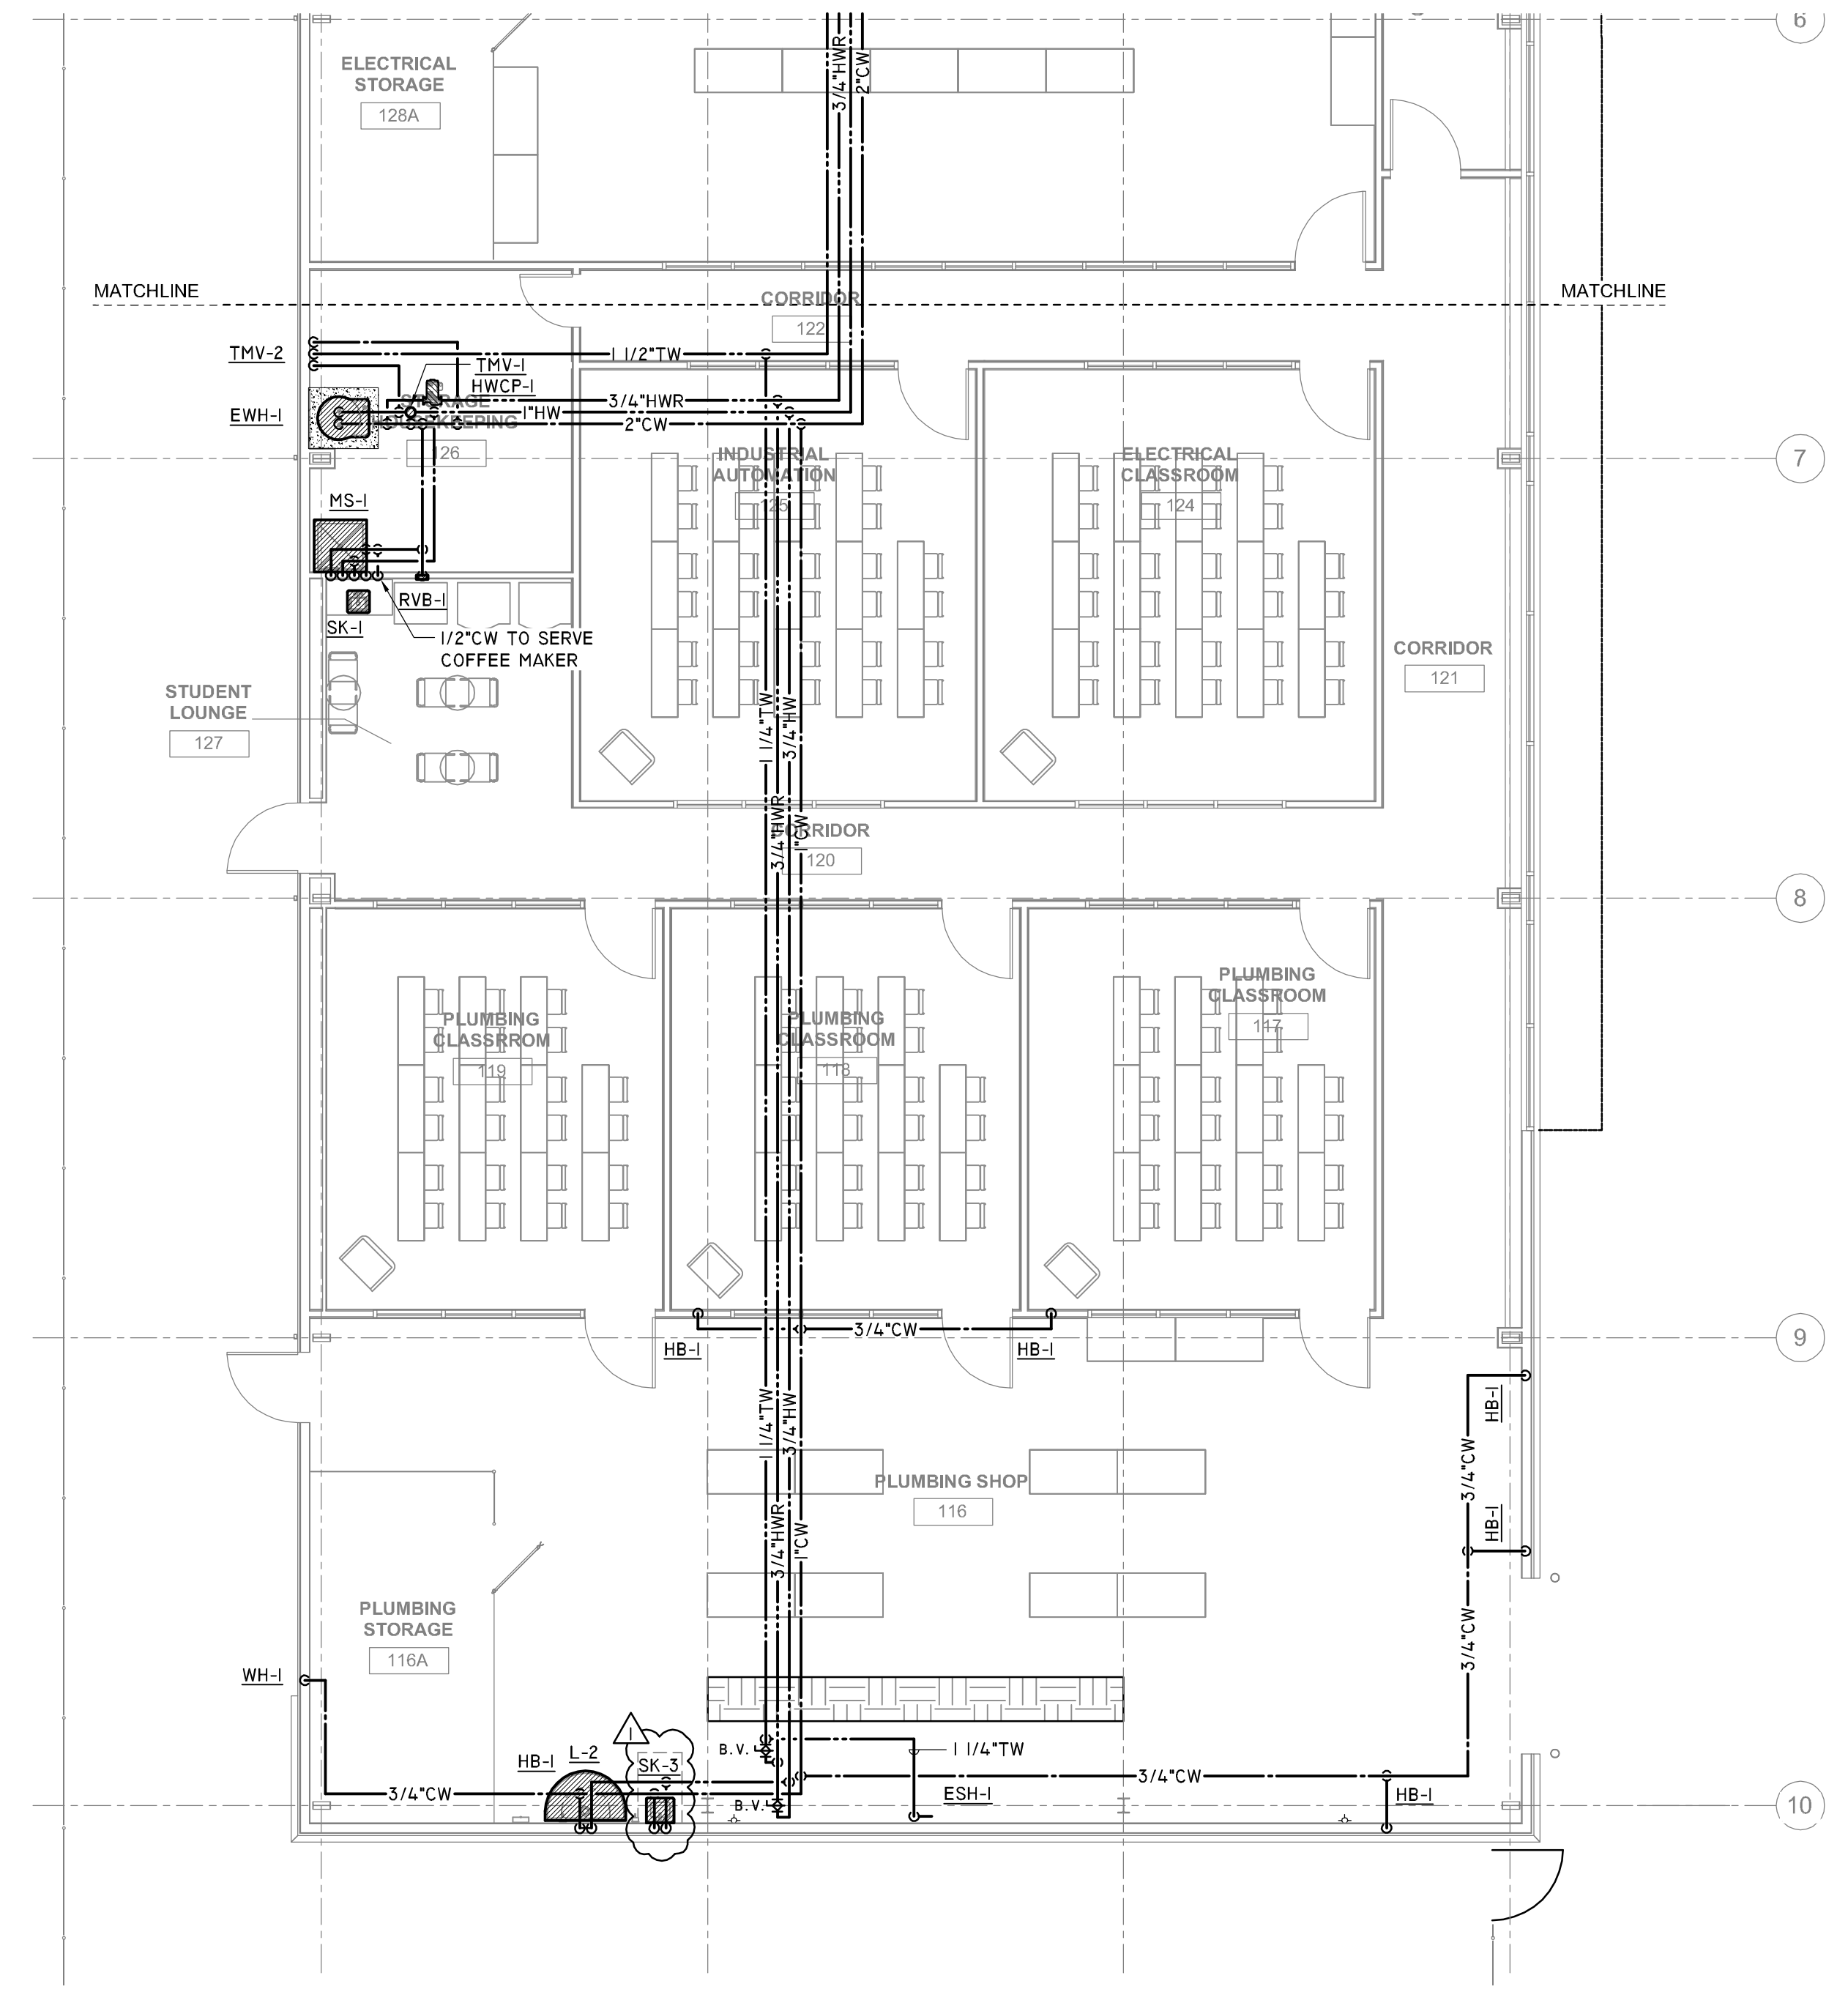 6
ELECTRICAL
STORAGE
128A
3/4"HWR
2"CW
MATCHLINE
MATCHLINE
CORRIDOR
122
TMV-2
1 1/2"TW
TMV-1
HWCP-1
EWH-1
STORAGE
HOUSEKEEPING
126
3/4"HWR
1"HW
2"CW
INDUSTRIAL
AUTOMATION
125
ELECTRICAL
CLASSROOM
124
7
MS-1
RVB-1
SK-1
1/2"CW TO SERVE
COFFEE MAKER
CORRIDOR
121
STUDENT
LOUNGE
127
1 1/4"TW
3/4"HW
3/4"HWR
1"CW
CORRIDOR
120
8
PLUMBING
CLASSRROM
119
PLUMBING
CLASSROOM
118
PLUMBING
CLASSROOM
117
3/4"CW
HB-1
HB-1
9
HB-1
1 1/4"TW
3/4"HW
3/4"CW
PLUMBING SHOP
116
HB-1
3/4"HWR
1"CW
PLUMBING
STORAGE
116A
3/4"CW
WH-1
1
B.V.
1 1/4"TW
HB-1
L-2
SK-3
3/4"CW
3/4"CW
ESH-1
HB-1
B.V.
10